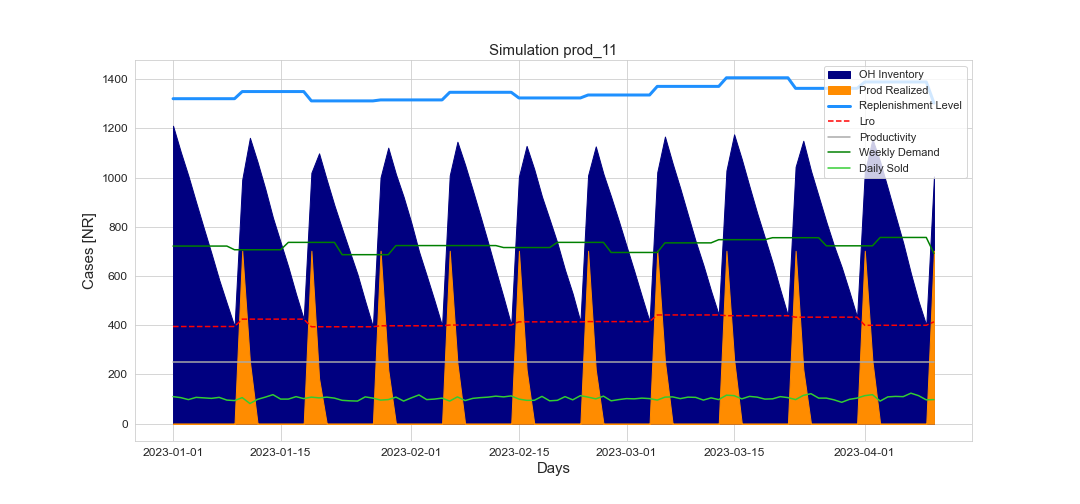 Simulation prod_11
1400
1200
1000
800
600
400
200
0
Cases [NR]
OH Inventory
Prod Realized
Replenishment Level
Lro
Productivity
Weekly Demand
Daily Sold
2023-01-01
2023-01-15
2023-02-01
2023-02-15
2023-03-01
2023-03-15
2023-04-01
Days